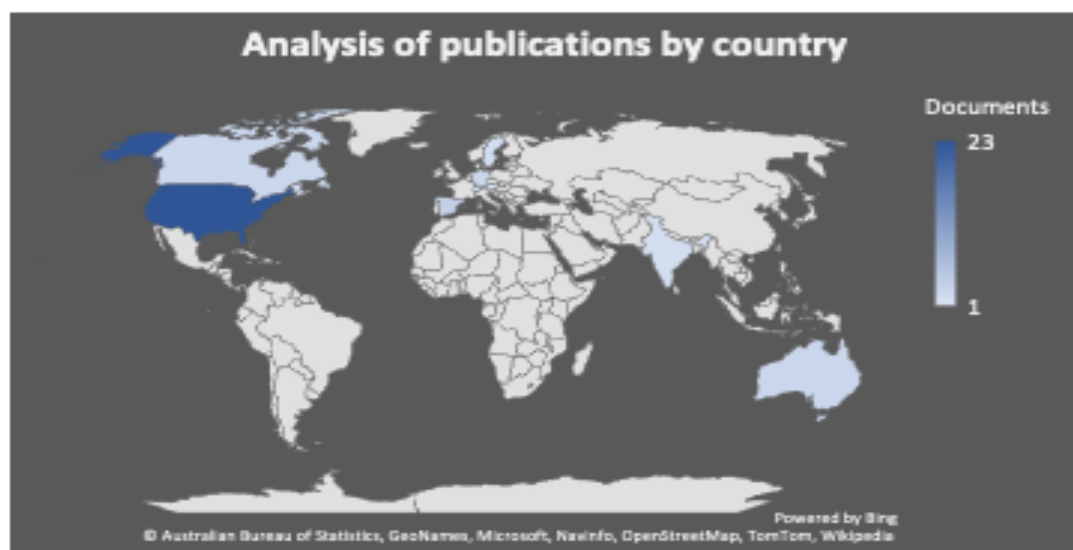 Analysis of publications by country
Documents
23
1
Powered by Bing
© Australian Bureau of Statistics, GeoNames, Microsoft, Navinfo, OpenStreetMap, TomTom, Wikipedia